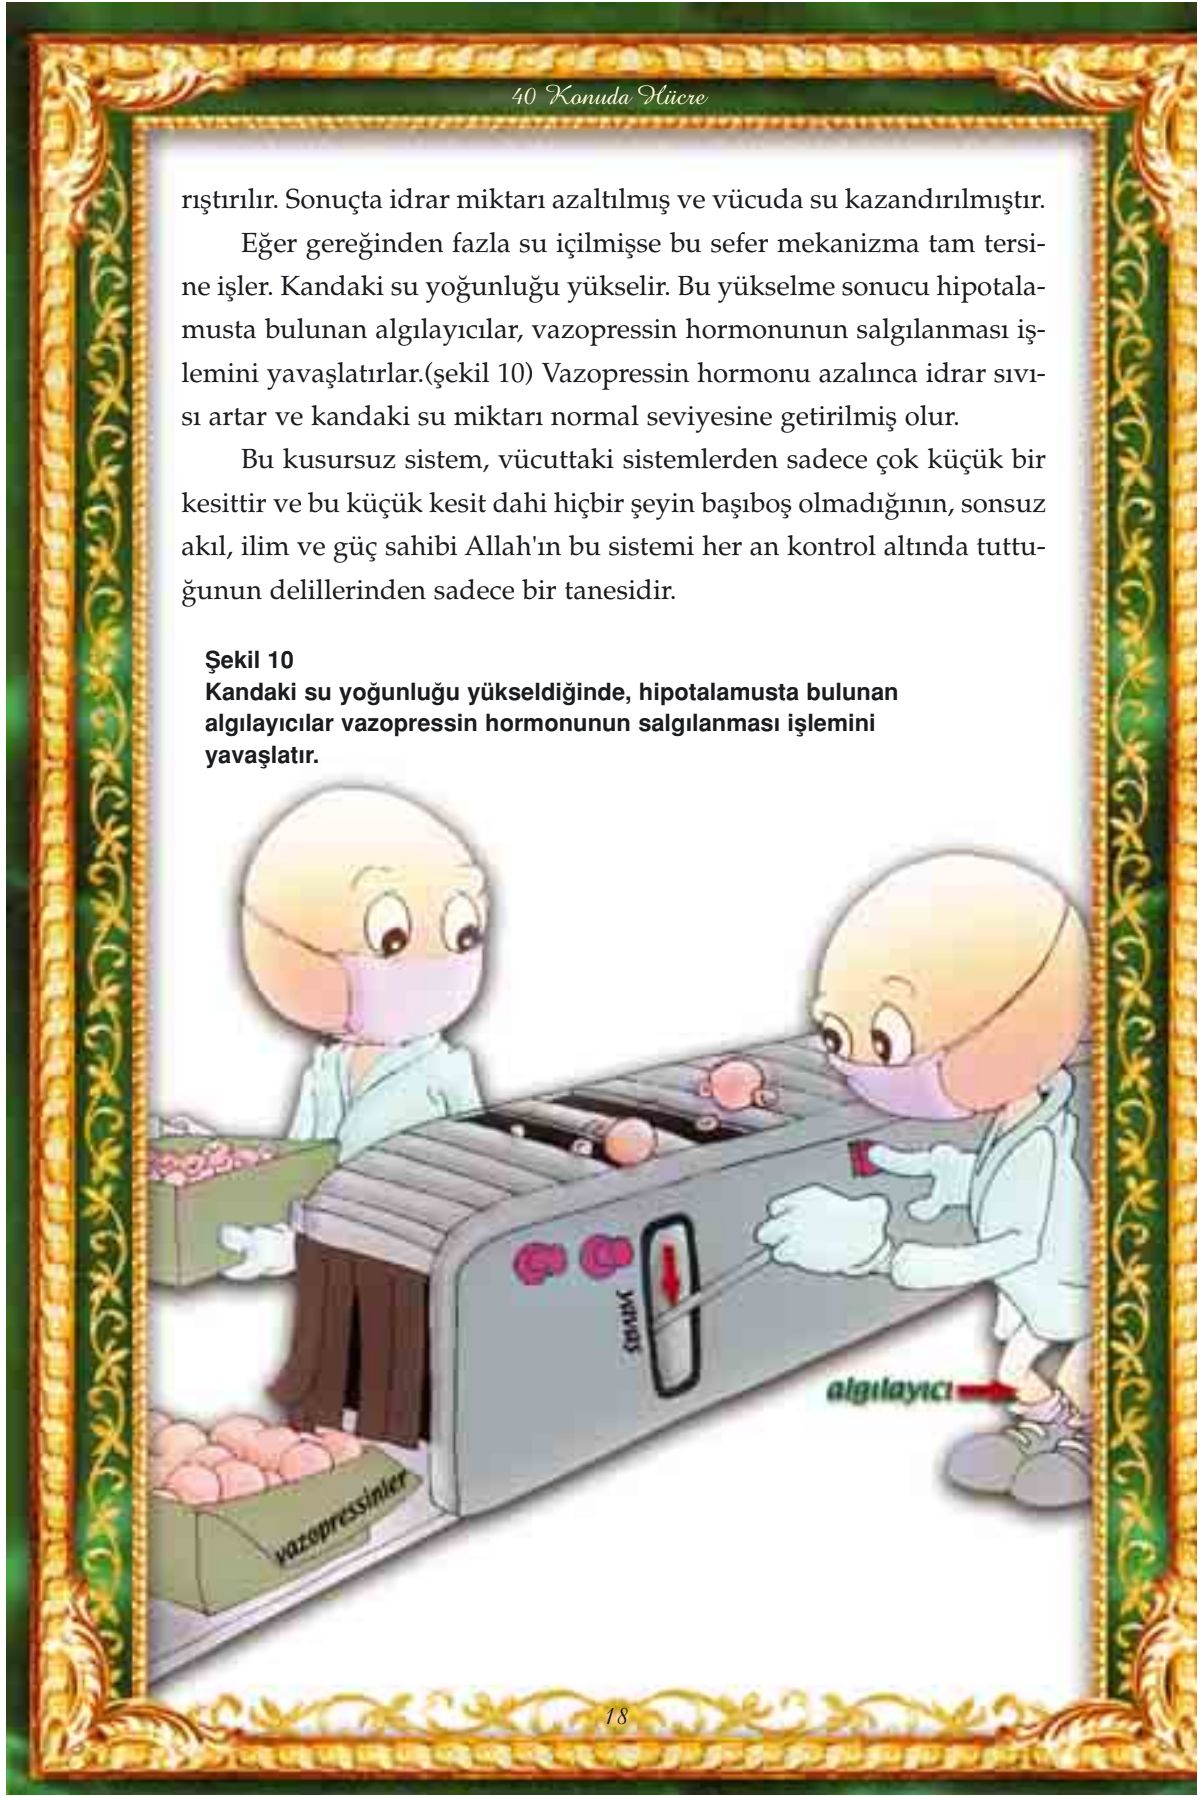 40 Konuda Hücre
rıştırılır. Sonuçta idrar miktarı azaltılmış ve vücuda su kazandırılmıştır.
Eğer gereğinden fazla su içilmişse bu sefer mekanizma tam tersi-
ne işler. Kandaki su yoğunluğu yükselir. Bu yükselme sonucu hipotala-
musta bulunan algılayıcılar, vazopressin hormonunun salgılanması iş-
lemini yavaşlatırlar.(şekil 10) Vazopressin hormonu azalınca idrar sıvı-
sı artar ve kandaki su miktarı normal seviyesine getirilmiş olur.
Bu kusursuz sistem, vücuttaki sistemlerden sadece çok küçük bir
kesittir ve bu küçük kesit dahi hiçbir şeyin başıboş olmadığının, sonsuz
akıl, ilim ve güç sahibi Allah'ın bu sistemi her an kontrol altında tuttu-
ğunun delillerinden sadece bir tanesidir.
Şekil 10
Kandaki su yoğunluğu yükseldiğinde, hipotalamusta bulunan
algılayıcılar vazopressin hormonunun salgılanması işlemini
yavaşlatır.
yavaş
algılayıcı
vazopressinler
18